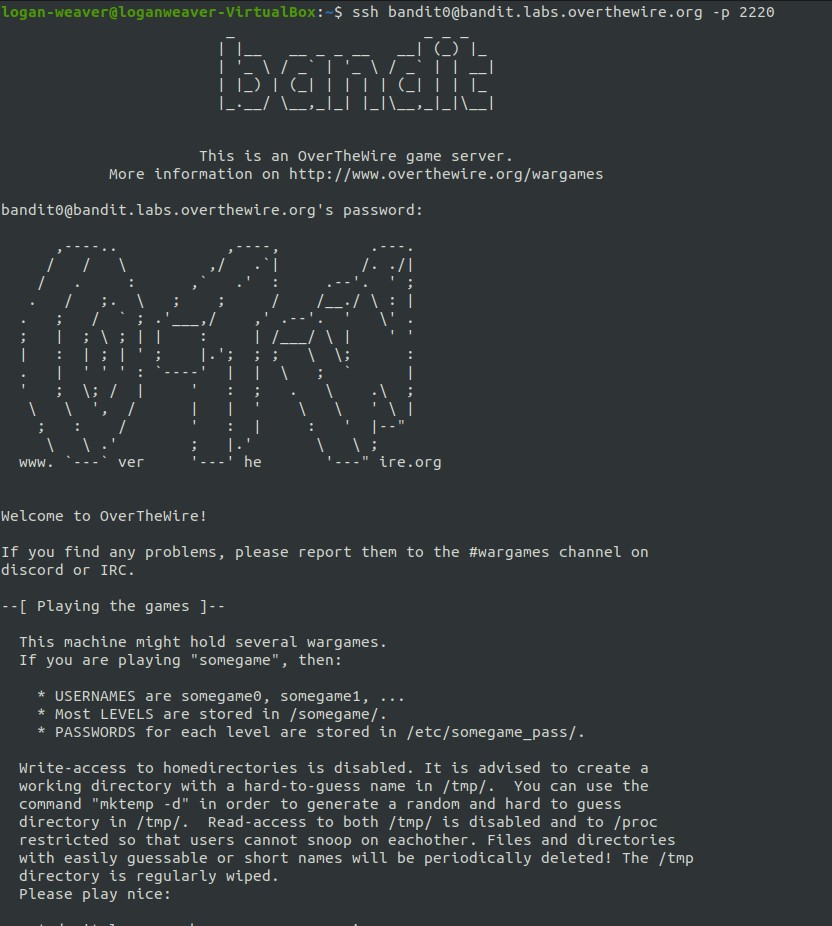 logan-weaver@loganweaver-VirtualBox:~$ ssh bandit0@bandit.labs.overthewire.org -p 2220
bandit
This is an OverTheWire game server.
More information on http://www.overthewire.org/wargames
bandit0@bandit.labs.overthewire.org's password:
www. ver he ire.org
Welcome to OverTheWire!
If you find any problems, please report them to the #wargames channel on
discord or IRC.
--[ Playing the games ]--
This machine might hold several wargames.
If you are playing "somegame", then:
* USERNAMES are somegame0, somegame1, ...
* Most LEVELS are stored in /somegame/.
* PASSWORDS for each level are stored in /etc/somegame_pass/.
Write-access to homedirectories is disabled. It is advised to create a
working directory with a hard-to-guess name in /tmp/.  You can use the
command "mktemp -d" in order to generate a random and hard to guess
directory in /tmp/.  Read-access to both /tmp/ is disabled and to /proc
restricted so that users cannot snoop on eachother. Files and directories
with easily guessable or short names will be periodically deleted! The /tmp
directory is regularly wiped.
Please play nice: